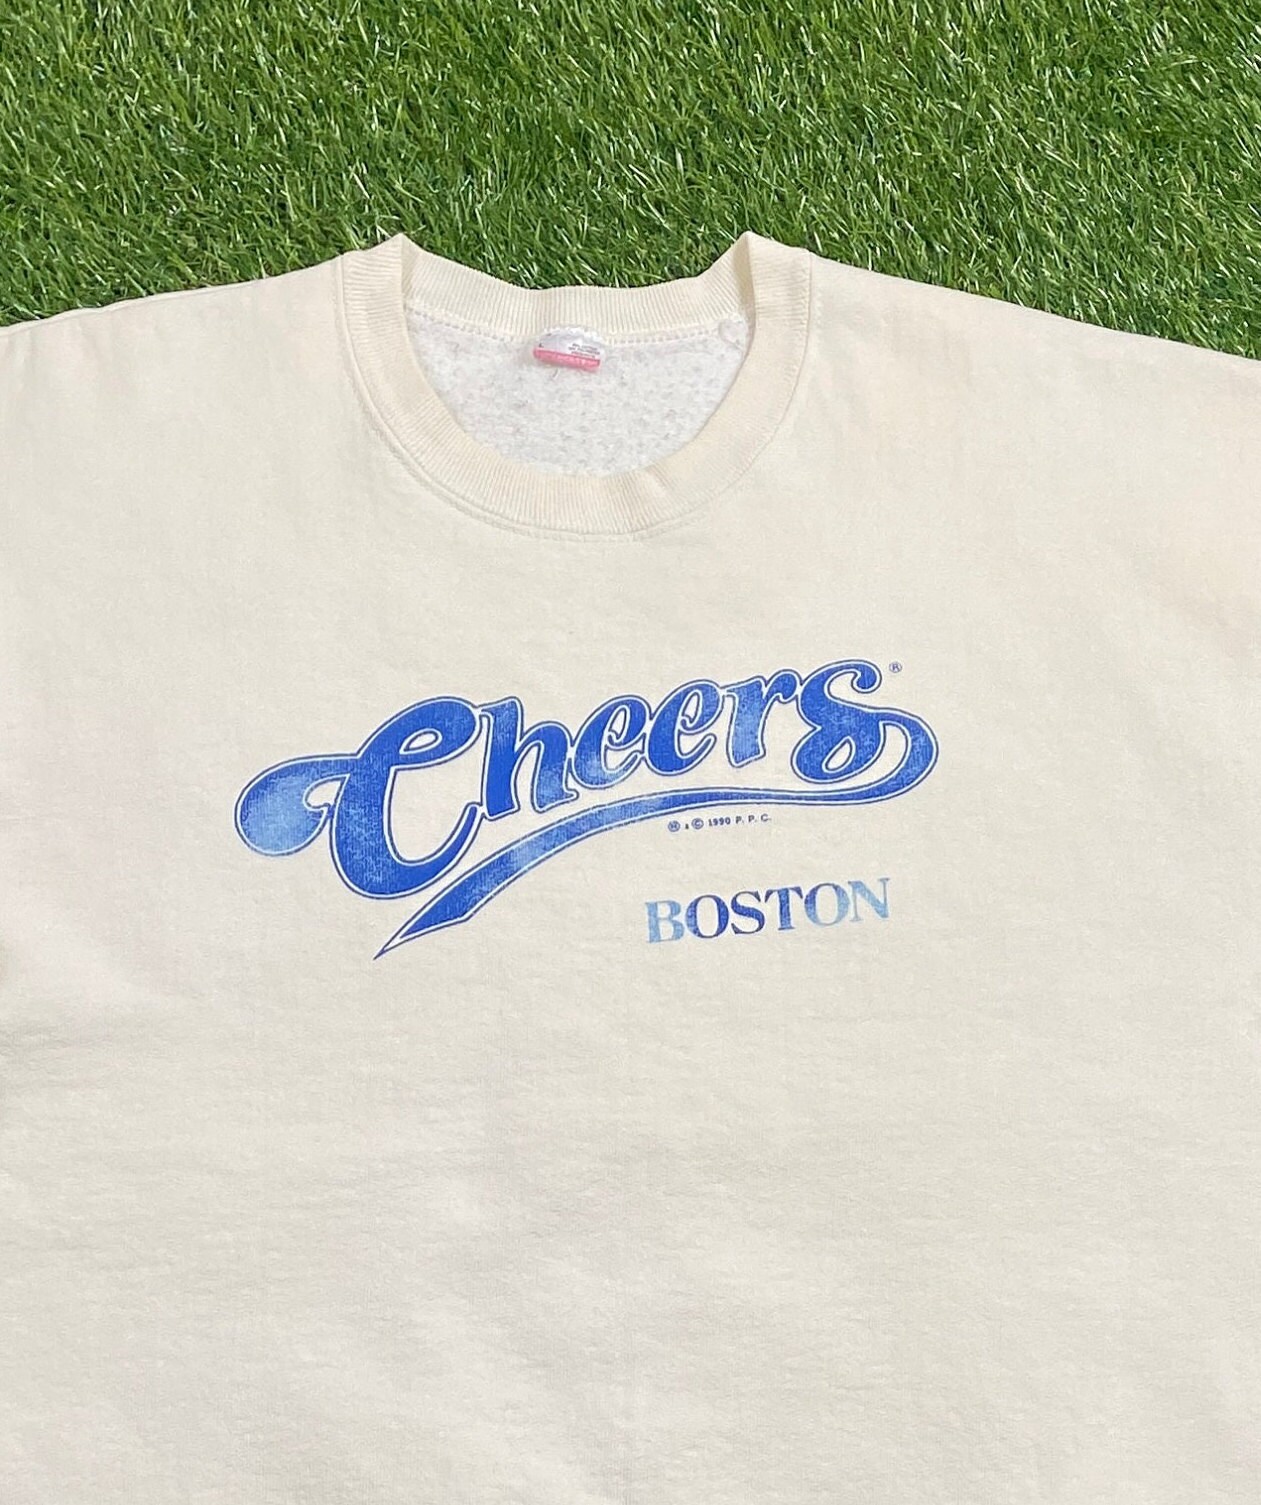 Cheers®
® & © 1990 P. P. C.
BOSTON